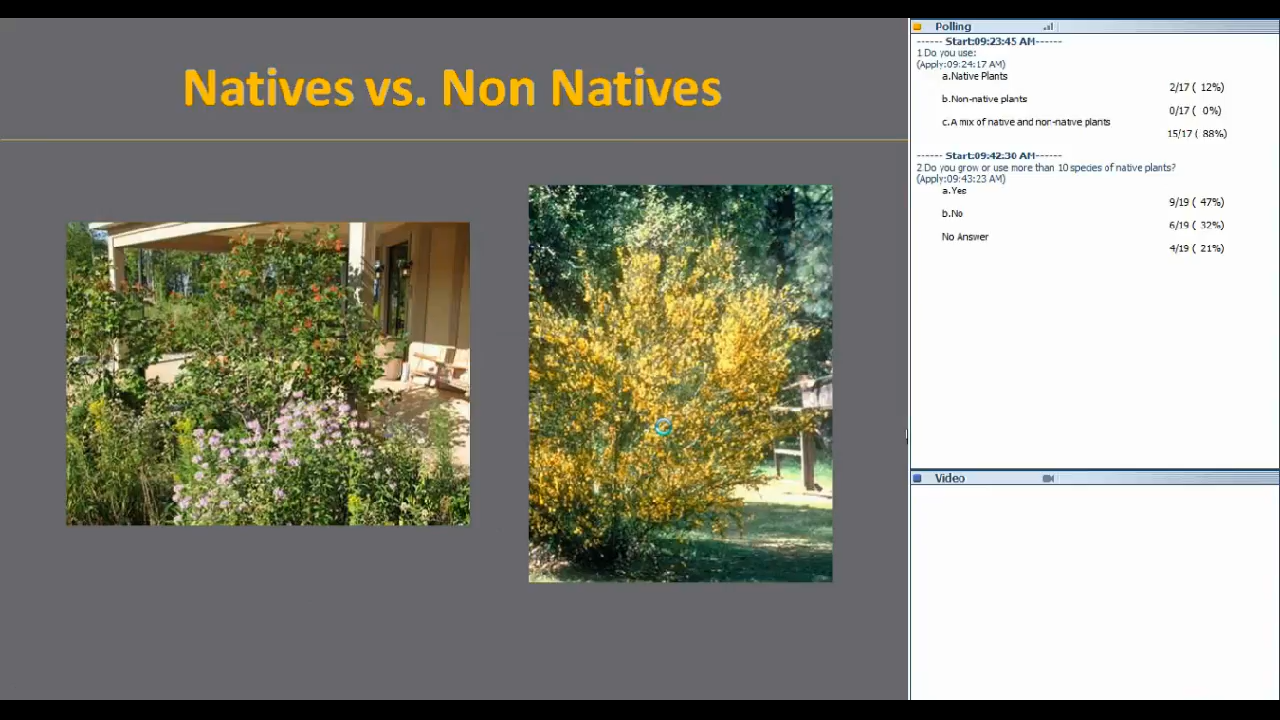 Natives vs. Non Natives
Polling
------ Start:09:23:45 AM------
1.Do you use:
(Apply:09:24:17 AM)
a.Native Plants
2/17 ( 12%)
b.Non-native plants
0/17 ( 0%)
c.A mix of native and non-native plants
15/17 ( 88%)
------ Start:09:42:30 AM------
2.Do you grow or use more than 10 species of native plants?
(Apply:09:43:23 AM)
a.Yes
9/19 ( 47%)
b.No
6/19 ( 32%)
No Answer
4/19 ( 21%)
Video